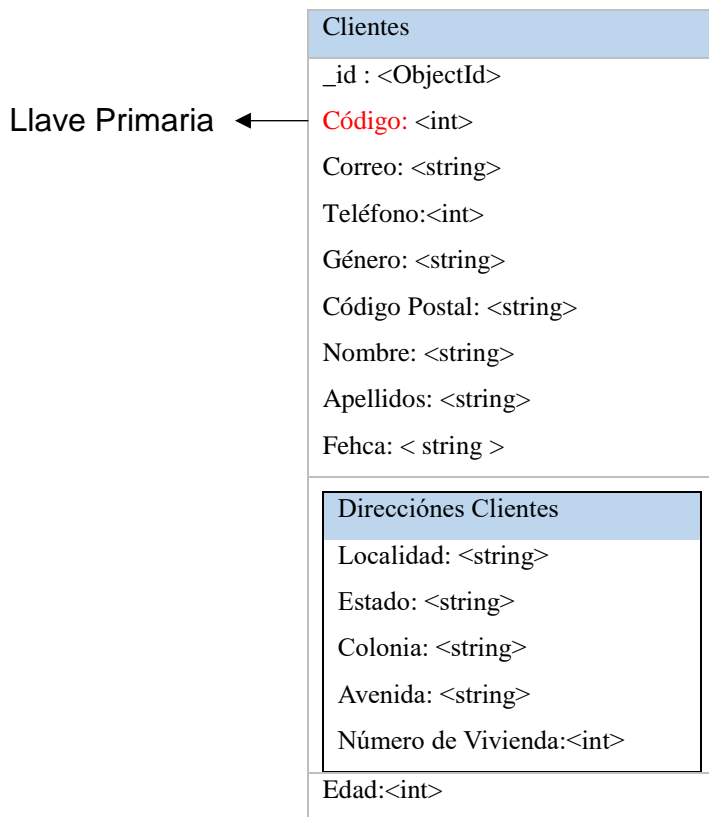 Clientes
_id : <ObjectId>
Llave Primaria
Código: <int>
Correo: <string>
Teléfono:<int>
Género: <string>
Código Postal: <string>
Nombre: <string>
Apellidos: <string>
Fehca: < string >
Direcciónes Clientes
Localidad: <string>
Estado: <string>
Colonia: <string>
Avenida: <string>
Número de Vivienda:<int>
Edad:<int>